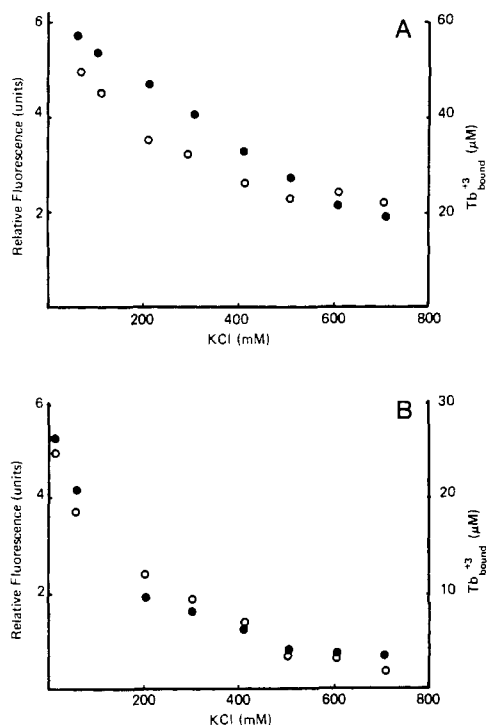 A
6
4
2
Relative Fluorescence (units)
60
40
20
Tb+3bound (μM)
200 400 600 800
KCl (mM)
B
6
4
2
Relative Fluorescence (units)
30
20
10
Tb+3bound (μM)
200 400 600 800
KCl (mM)